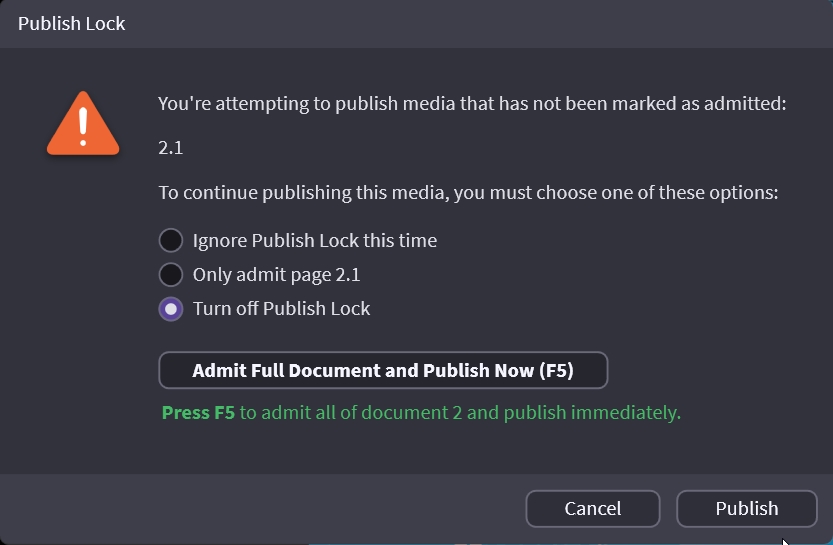 Publish Lock
You're attempting to publish media that has not been marked as admitted:
2.1
To continue publishing this media, you must choose one of these options:
Ignore Publish Lock this time
Only admit page 2.1
Turn off Publish Lock
Admit Full Document and Publish Now (F5)
Press F5 to admit all of document 2 and publish immediately.
Cancel
Publish